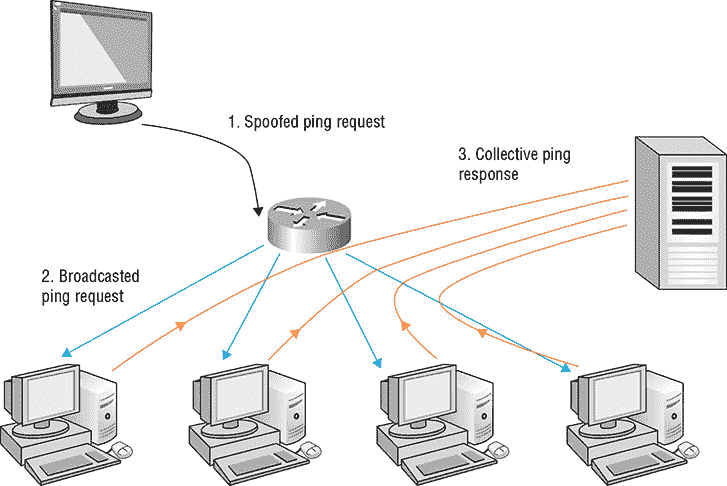 1. Spoofed ping request
3. Collective ping
response
2. Broadcasted
ping request